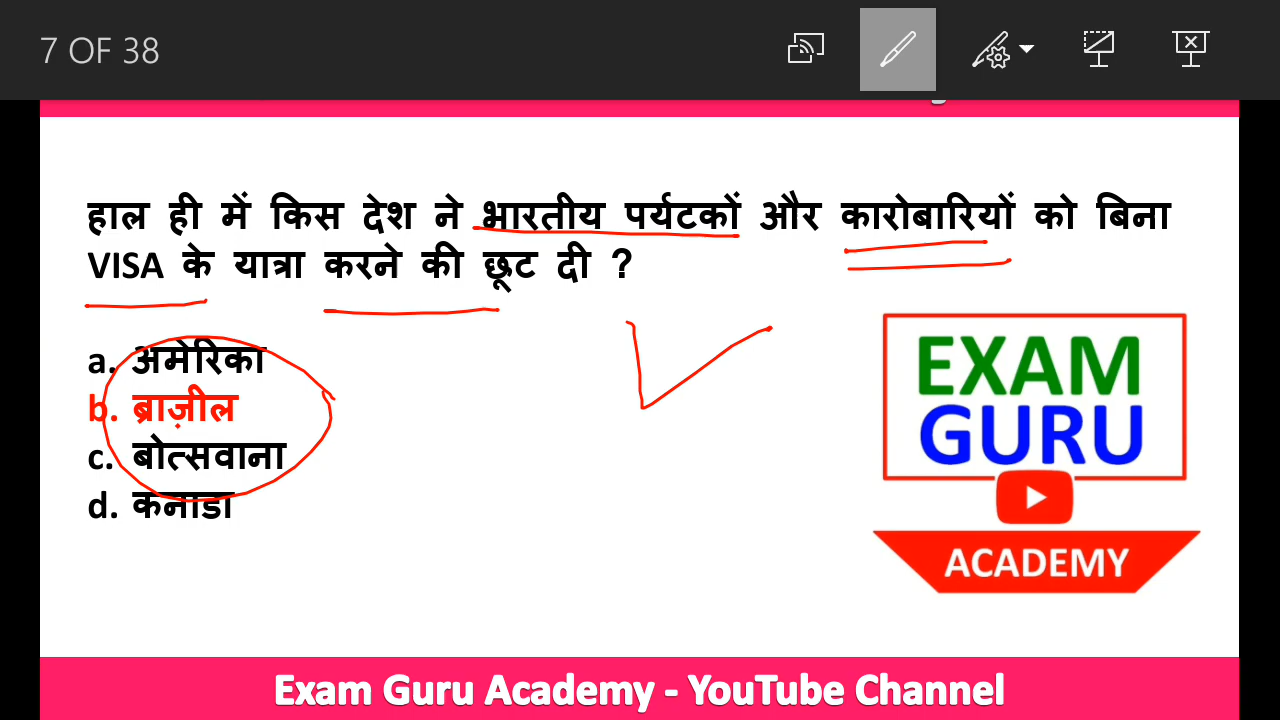 7 OF 38
हाल ही में किस देश ने भारतीय पर्यटकों और कारोबारियों को बिना
VISA के यात्रा करने की छूट दी ?
a. अमेरिका
b. ब्राज़ील
c. बोत्सवाना
d. कनाडा
EXAM
GURU
ACADEMY
Exam Guru Academy - YouTube Channel